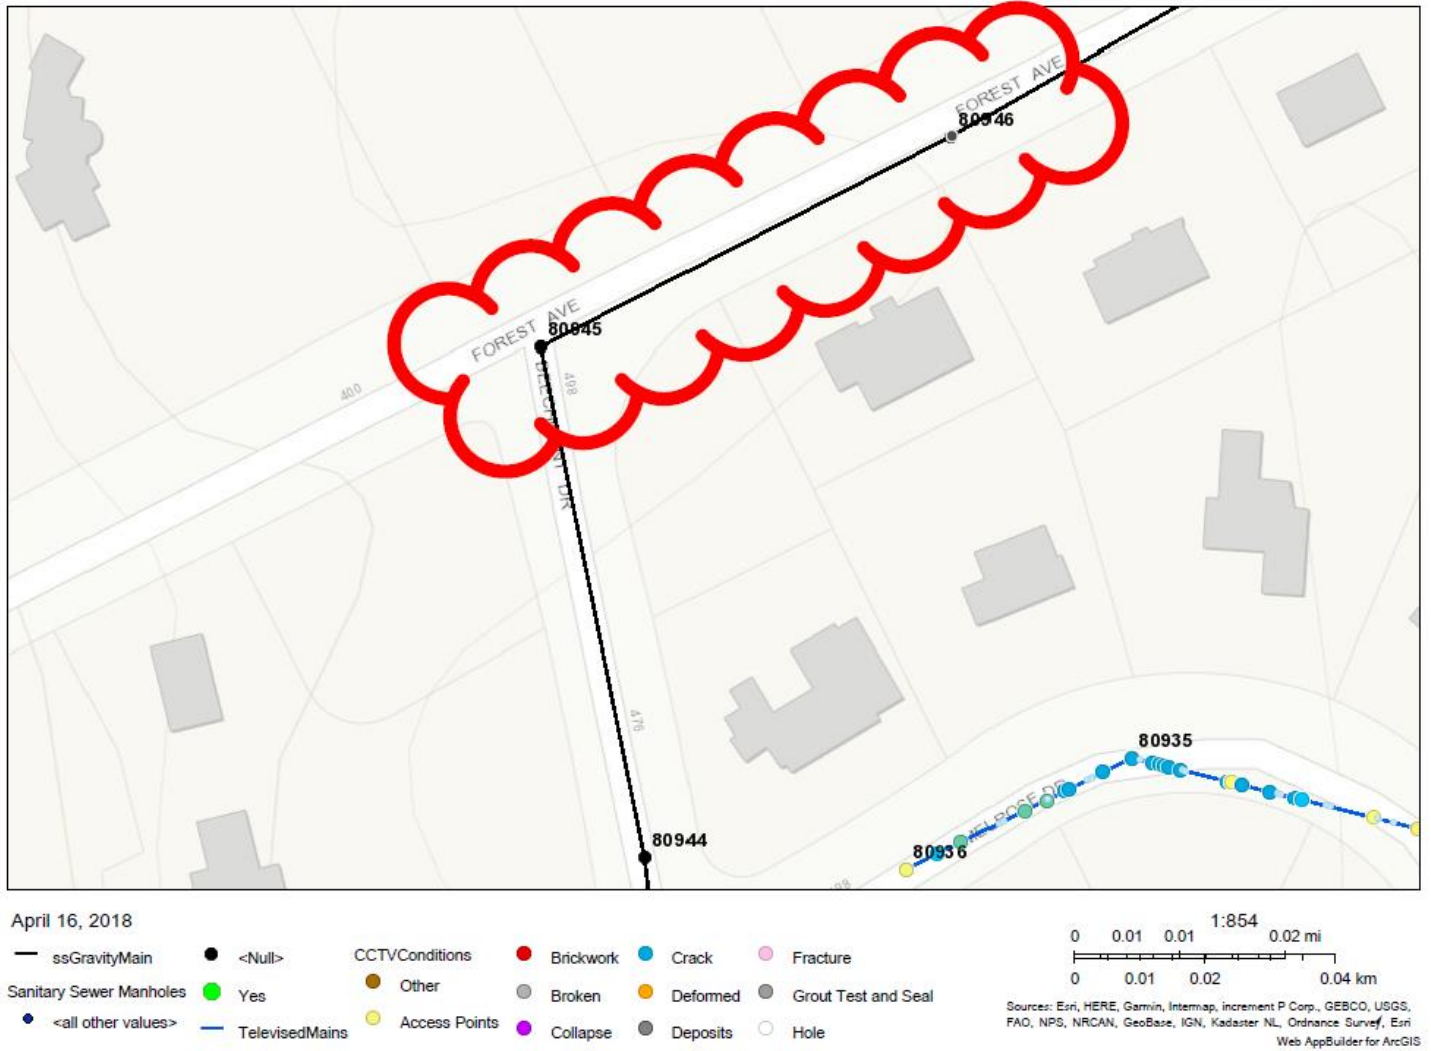 FOREST AVE
80946
FOREST AVE
80945
400
498
DR
476
80935
MELROSE DR
80944
80936
April 16, 2018
ssGravityMain
Sanitary Sewer Manholes
<all other values>
<Null>
Yes
TelevisedMains
CCTVConditions
Other
Access Points
Brickwork
Broken
Collapse
Crack
Deformed
Deposits
Fracture
Grout Test and Seal
Hole
1:854
0 0.01 0.01 0.02 mi
0 0.01 0.02 0.04 km
Sources: Esri, HERE, Garmin, Intermap, increment P Corp., GEBCO, USGS,
FAO, NPS, NRCAN, GeoBase, IGN, Kadaster NL, Ordnance Survey, Esri
Web AppBuilder for ArcGIS